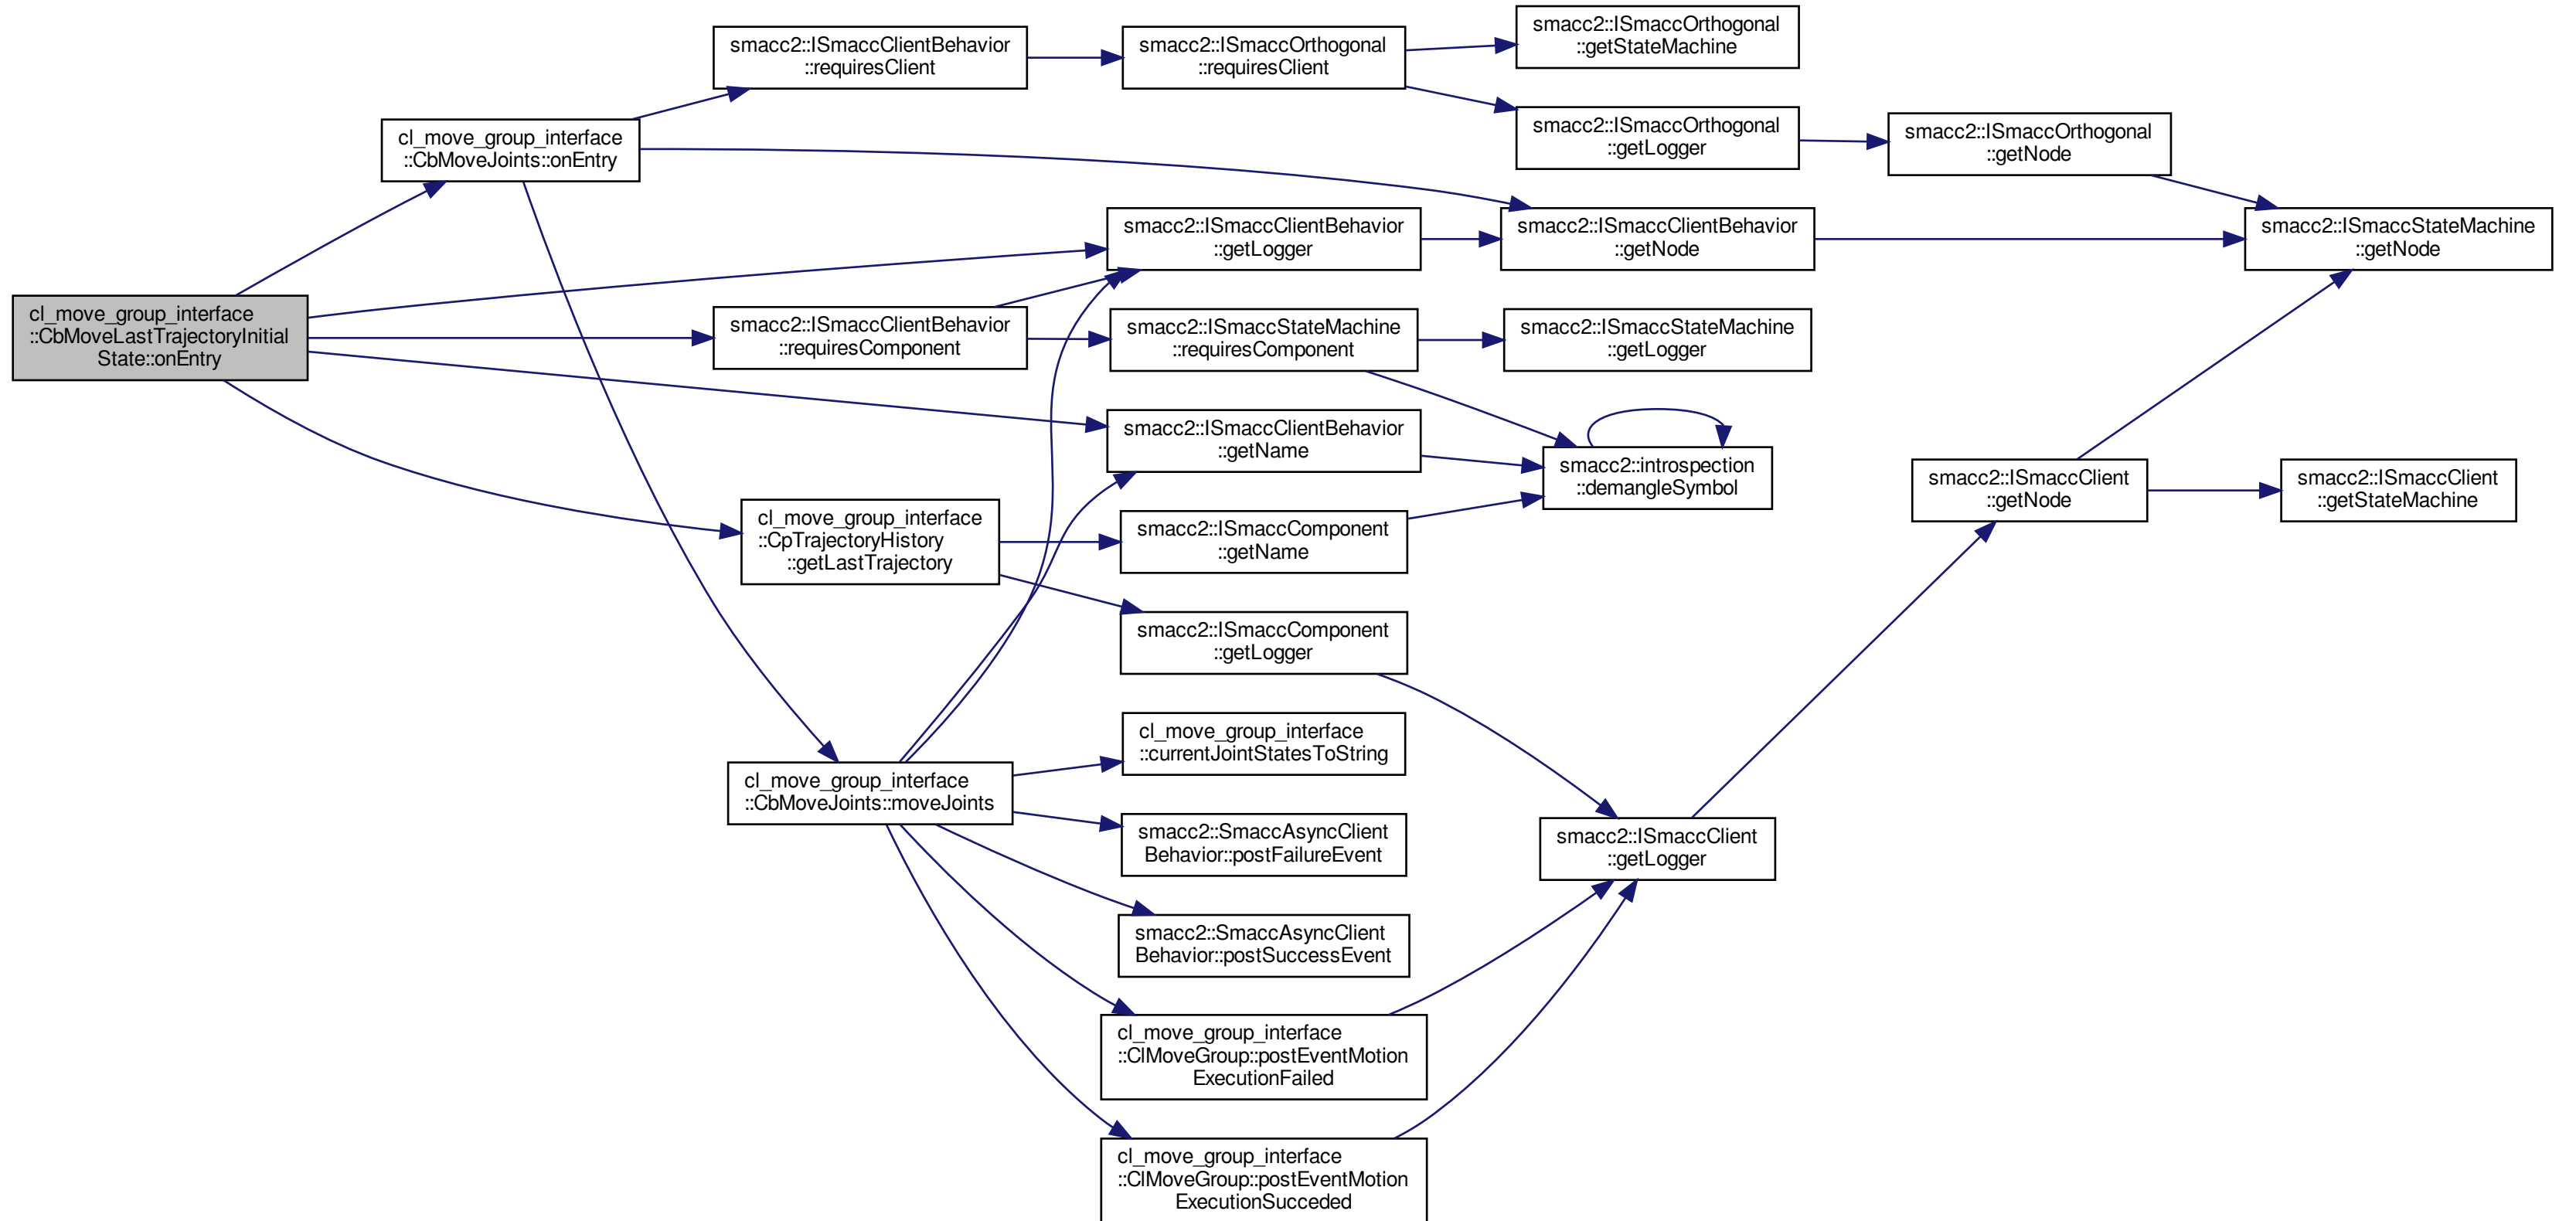 cl_move_group_interface
::CbMoveLastTrajectoryInitial
State::onEntry
cl_move_group_interface
::CbMoveJoints::onEntry
smacc2::ISmaccClientBehavior
::requiresClient
smacc2::ISmaccOrthogonal
::requiresClient
smacc2::ISmaccOrthogonal
::getStateMachine
smacc2::ISmaccOrthogonal
::getLogger
smacc2::ISmaccOrthogonal
::getNode
smacc2::ISmaccClientBehavior
::getLogger
smacc2::ISmaccClientBehavior
::getNode
smacc2::ISmaccStateMachine
::getNode
smacc2::ISmaccClientBehavior
::requiresComponent
smacc2::ISmaccStateMachine
::requiresComponent
smacc2::ISmaccStateMachine
::getLogger
smacc2::ISmaccClientBehavior
::getName
smacc2::introspection
::demangleSymbol
cl_move_group_interface
::CpTrajectoryHistory
::getLastTrajectory
smacc2::ISmaccComponent
::getName
smacc2::ISmaccComponent
::getLogger
smacc2::ISmaccClient
::getNode
smacc2::ISmaccClient
::getStateMachine
cl_move_group_interface
::CbMoveJoints::moveJoints
cl_move_group_interface
::currentJointStatesToString
smacc2::SmaccAsyncClient
Behavior::postFailureEvent
smacc2::ISmaccClient
::getLogger
smacc2::SmaccAsyncClient
Behavior::postSuccessEvent
cl_move_group_interface
::ClMoveGroup::postEventMotion
ExecutionFailed
cl_move_group_interface
::ClMoveGroup::postEventMotion
ExecutionSucceded